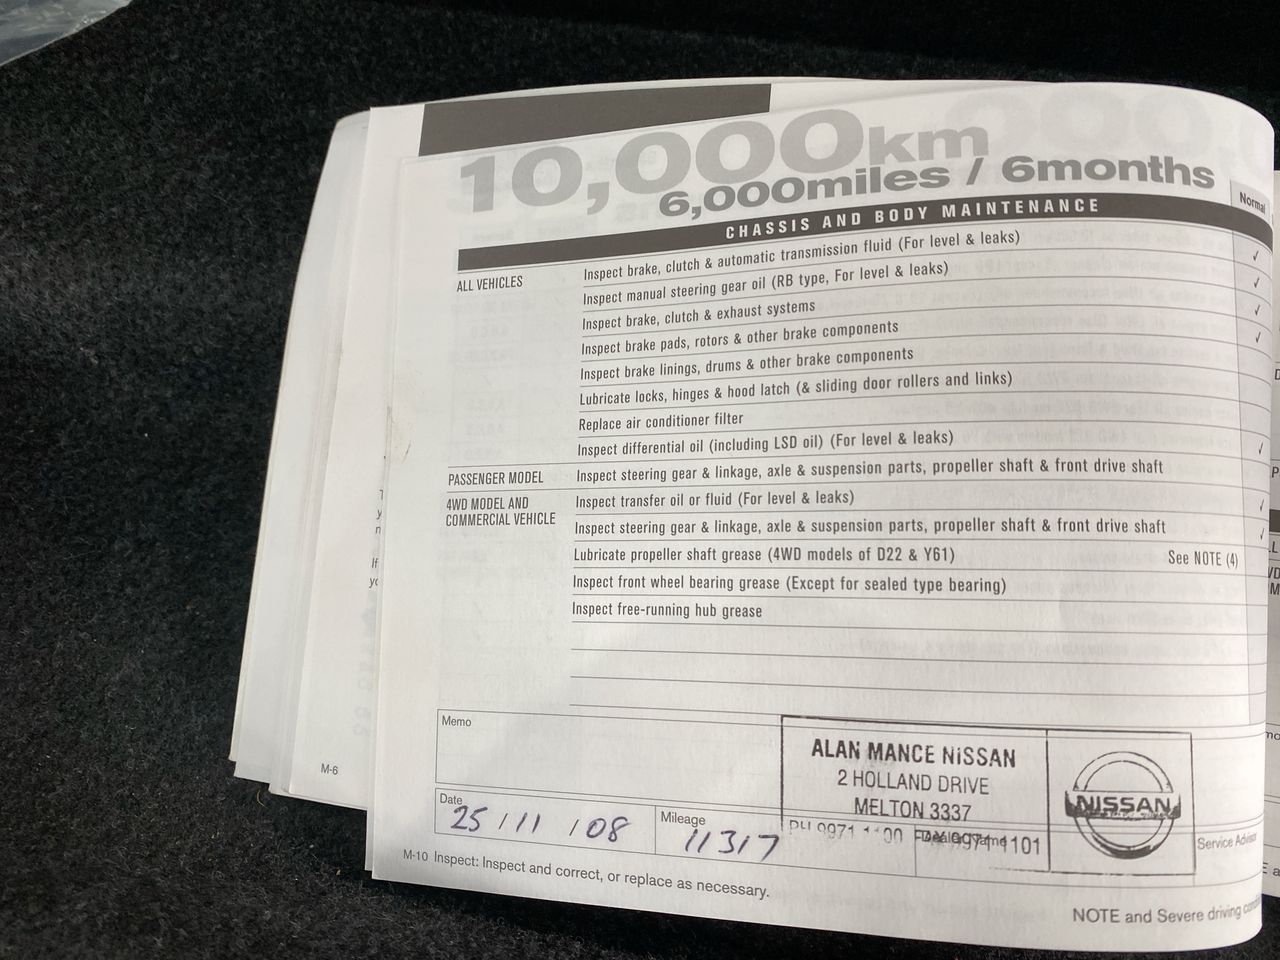 10,000km
6,000miles / 6months
Normal
CHASSIS AND BODY MAINTENANCE
ALL VEHICLES
Inspect brake, clutch & automatic transmission fluid (For level & leaks) ✓
Inspect manual steering gear oil (RB type, For level & leaks) ✓
Inspect brake, clutch & exhaust systems ✓
Inspect brake pads, rotors & other brake components ✓
Inspect brake linings, drums & other brake components
Lubricate locks, hinges & hood latch (& sliding door rollers and links)
Replace air conditioner filter
Inspect differential oil (including LSD oil) (For level & leaks) ✓
PASSENGER MODEL
Inspect steering gear & linkage, axle & suspension parts, propeller shaft & front drive shaft
4WD MODEL AND
COMMERCIAL VEHICLE
Inspect transfer oil or fluid (For level & leaks) ✓
Inspect steering gear & linkage, axle & suspension parts, propeller shaft & front drive shaft ✓
Lubricate propeller shaft grease (4WD models of D22 & Y61) See NOTE (4)
Inspect front wheel bearing grease (Except for sealed type bearing)
Inspect free-running hub grease
Memo
ALAN MANCE NISSAN
2 HOLLAND DRIVE
MELTON 3337
PH 9971 1100
1101
NISSAN
Date
25 / 11 / 08
Mileage
11317
Service Advisor
M-6
M-10 Inspect: Inspect and correct, or replace as necessary.
NOTE and Severe driving